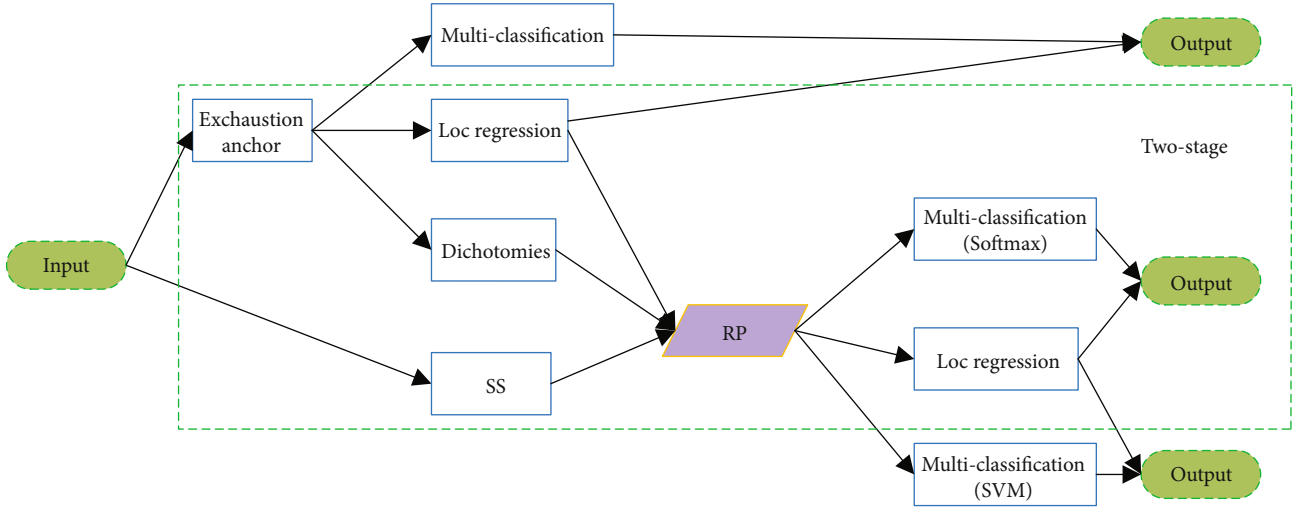 Multi-classification
Output
Exchaustion
anchor
Loc regression
Two-stage
Multi-classification
(Softmax)
Dichotomies
Input
Output
RP
Loc regression
SS
Multi-classification
(SVM)
Output